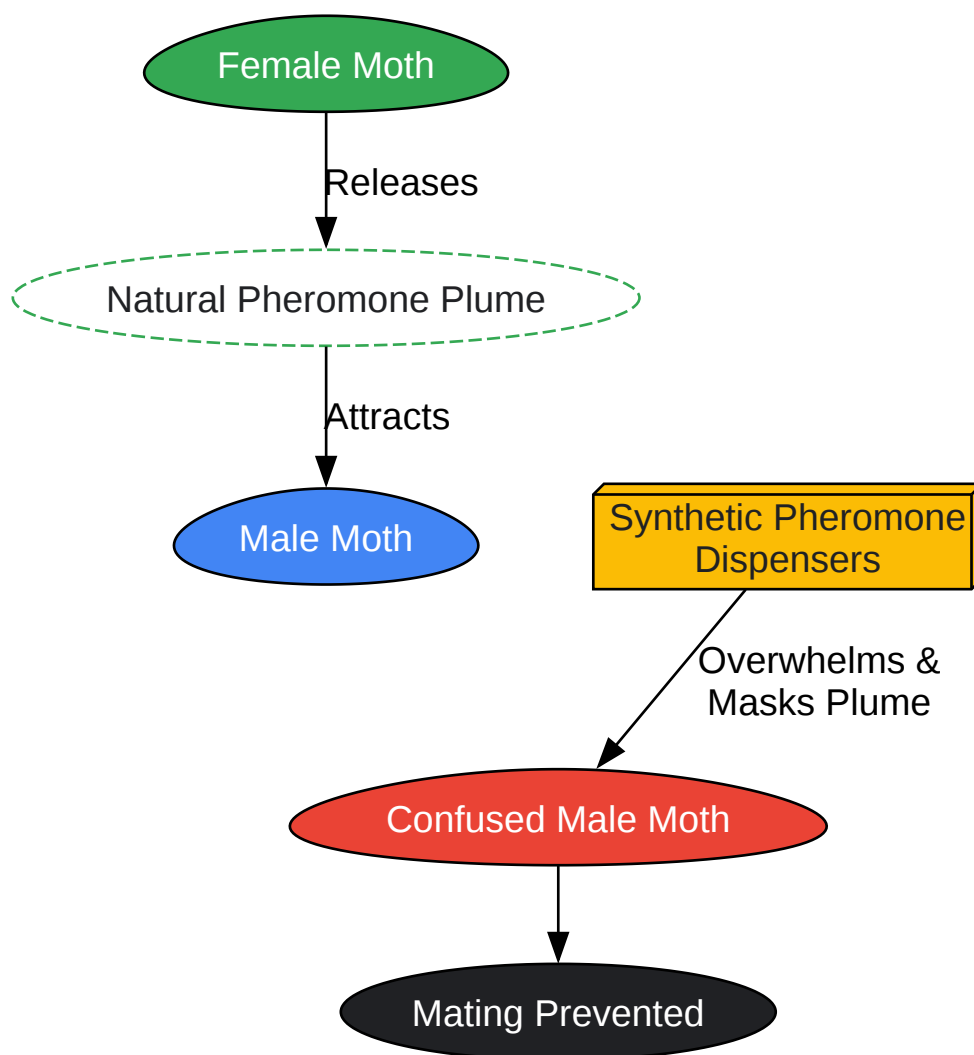 Female Moth
Releases
Natural Pheromone Plume
Attracts
Male Moth
Synthetic Pheromone
Dispensers
Overwhelms &
Masks Plume
Confused Male Moth
Mating Prevented